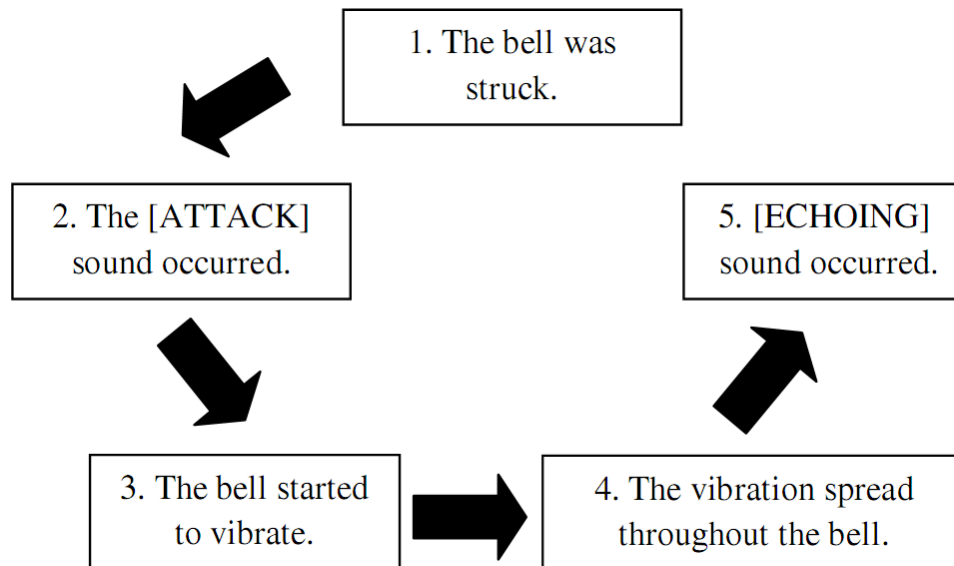 1. The bell was
struck.
2. The [ATTACK]
sound occurred.
3. The bell started
to vibrate.
4. The vibration spread
throughout the bell.
5. [ECHOING]
sound occurred.